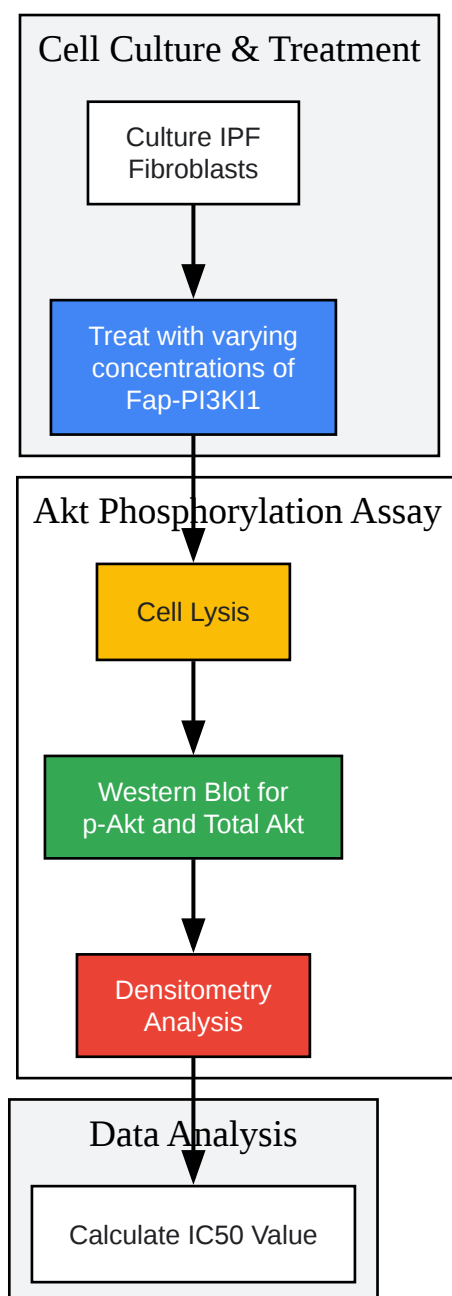 Cell Culture & Treatment
Culture IPF
Fibroblasts
Treat with varying
concentrations of
Fap-PI3KI1
Akt Phosphorylation Assay
Cell Lysis
Western Blot for
p-Akt and Total Akt
Densitometry
Analysis
Data Analysis
Calculate IC50 Value